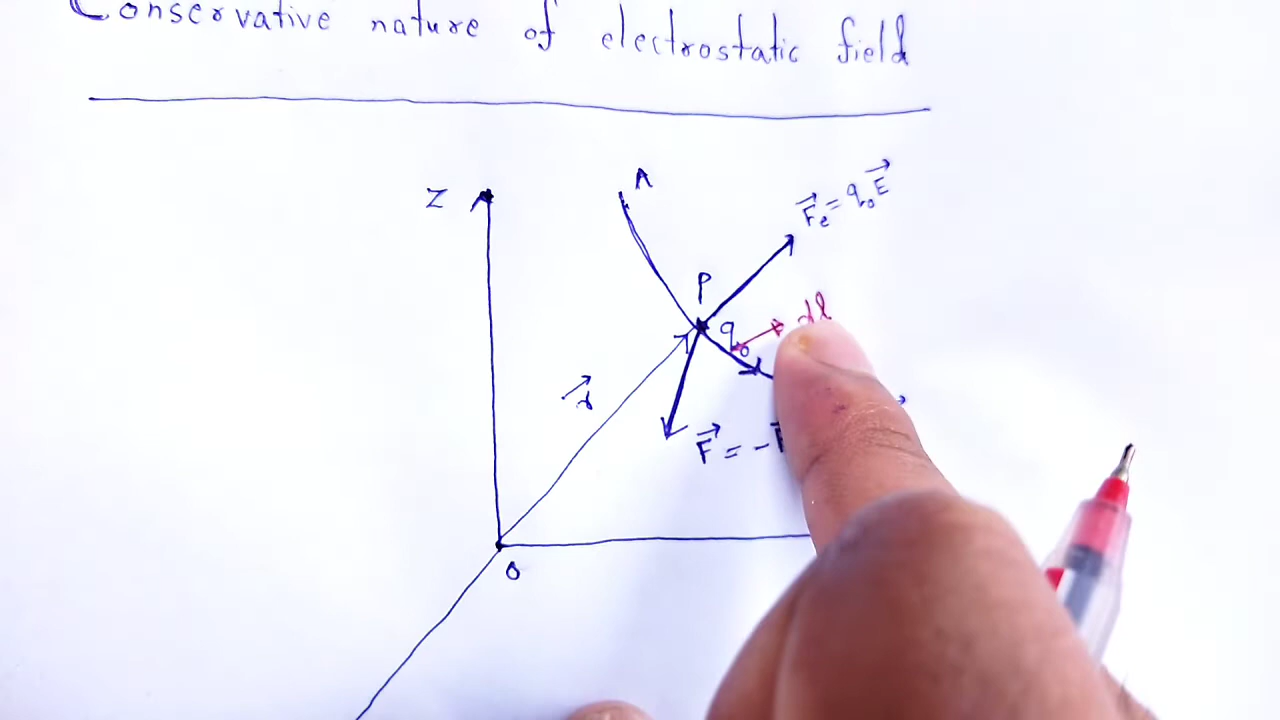 Conservative nature of electrostatic field
Z
A
F⃗e = q₀E⃗
P
q₀
dl
r⃗
F⃗ = -F
O